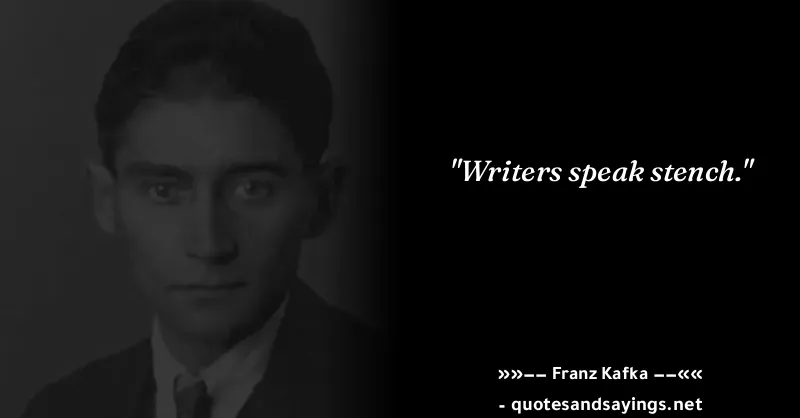 "Writers speak stench."
»»–– Franz Kafka ––««
- quotesandsayings.net